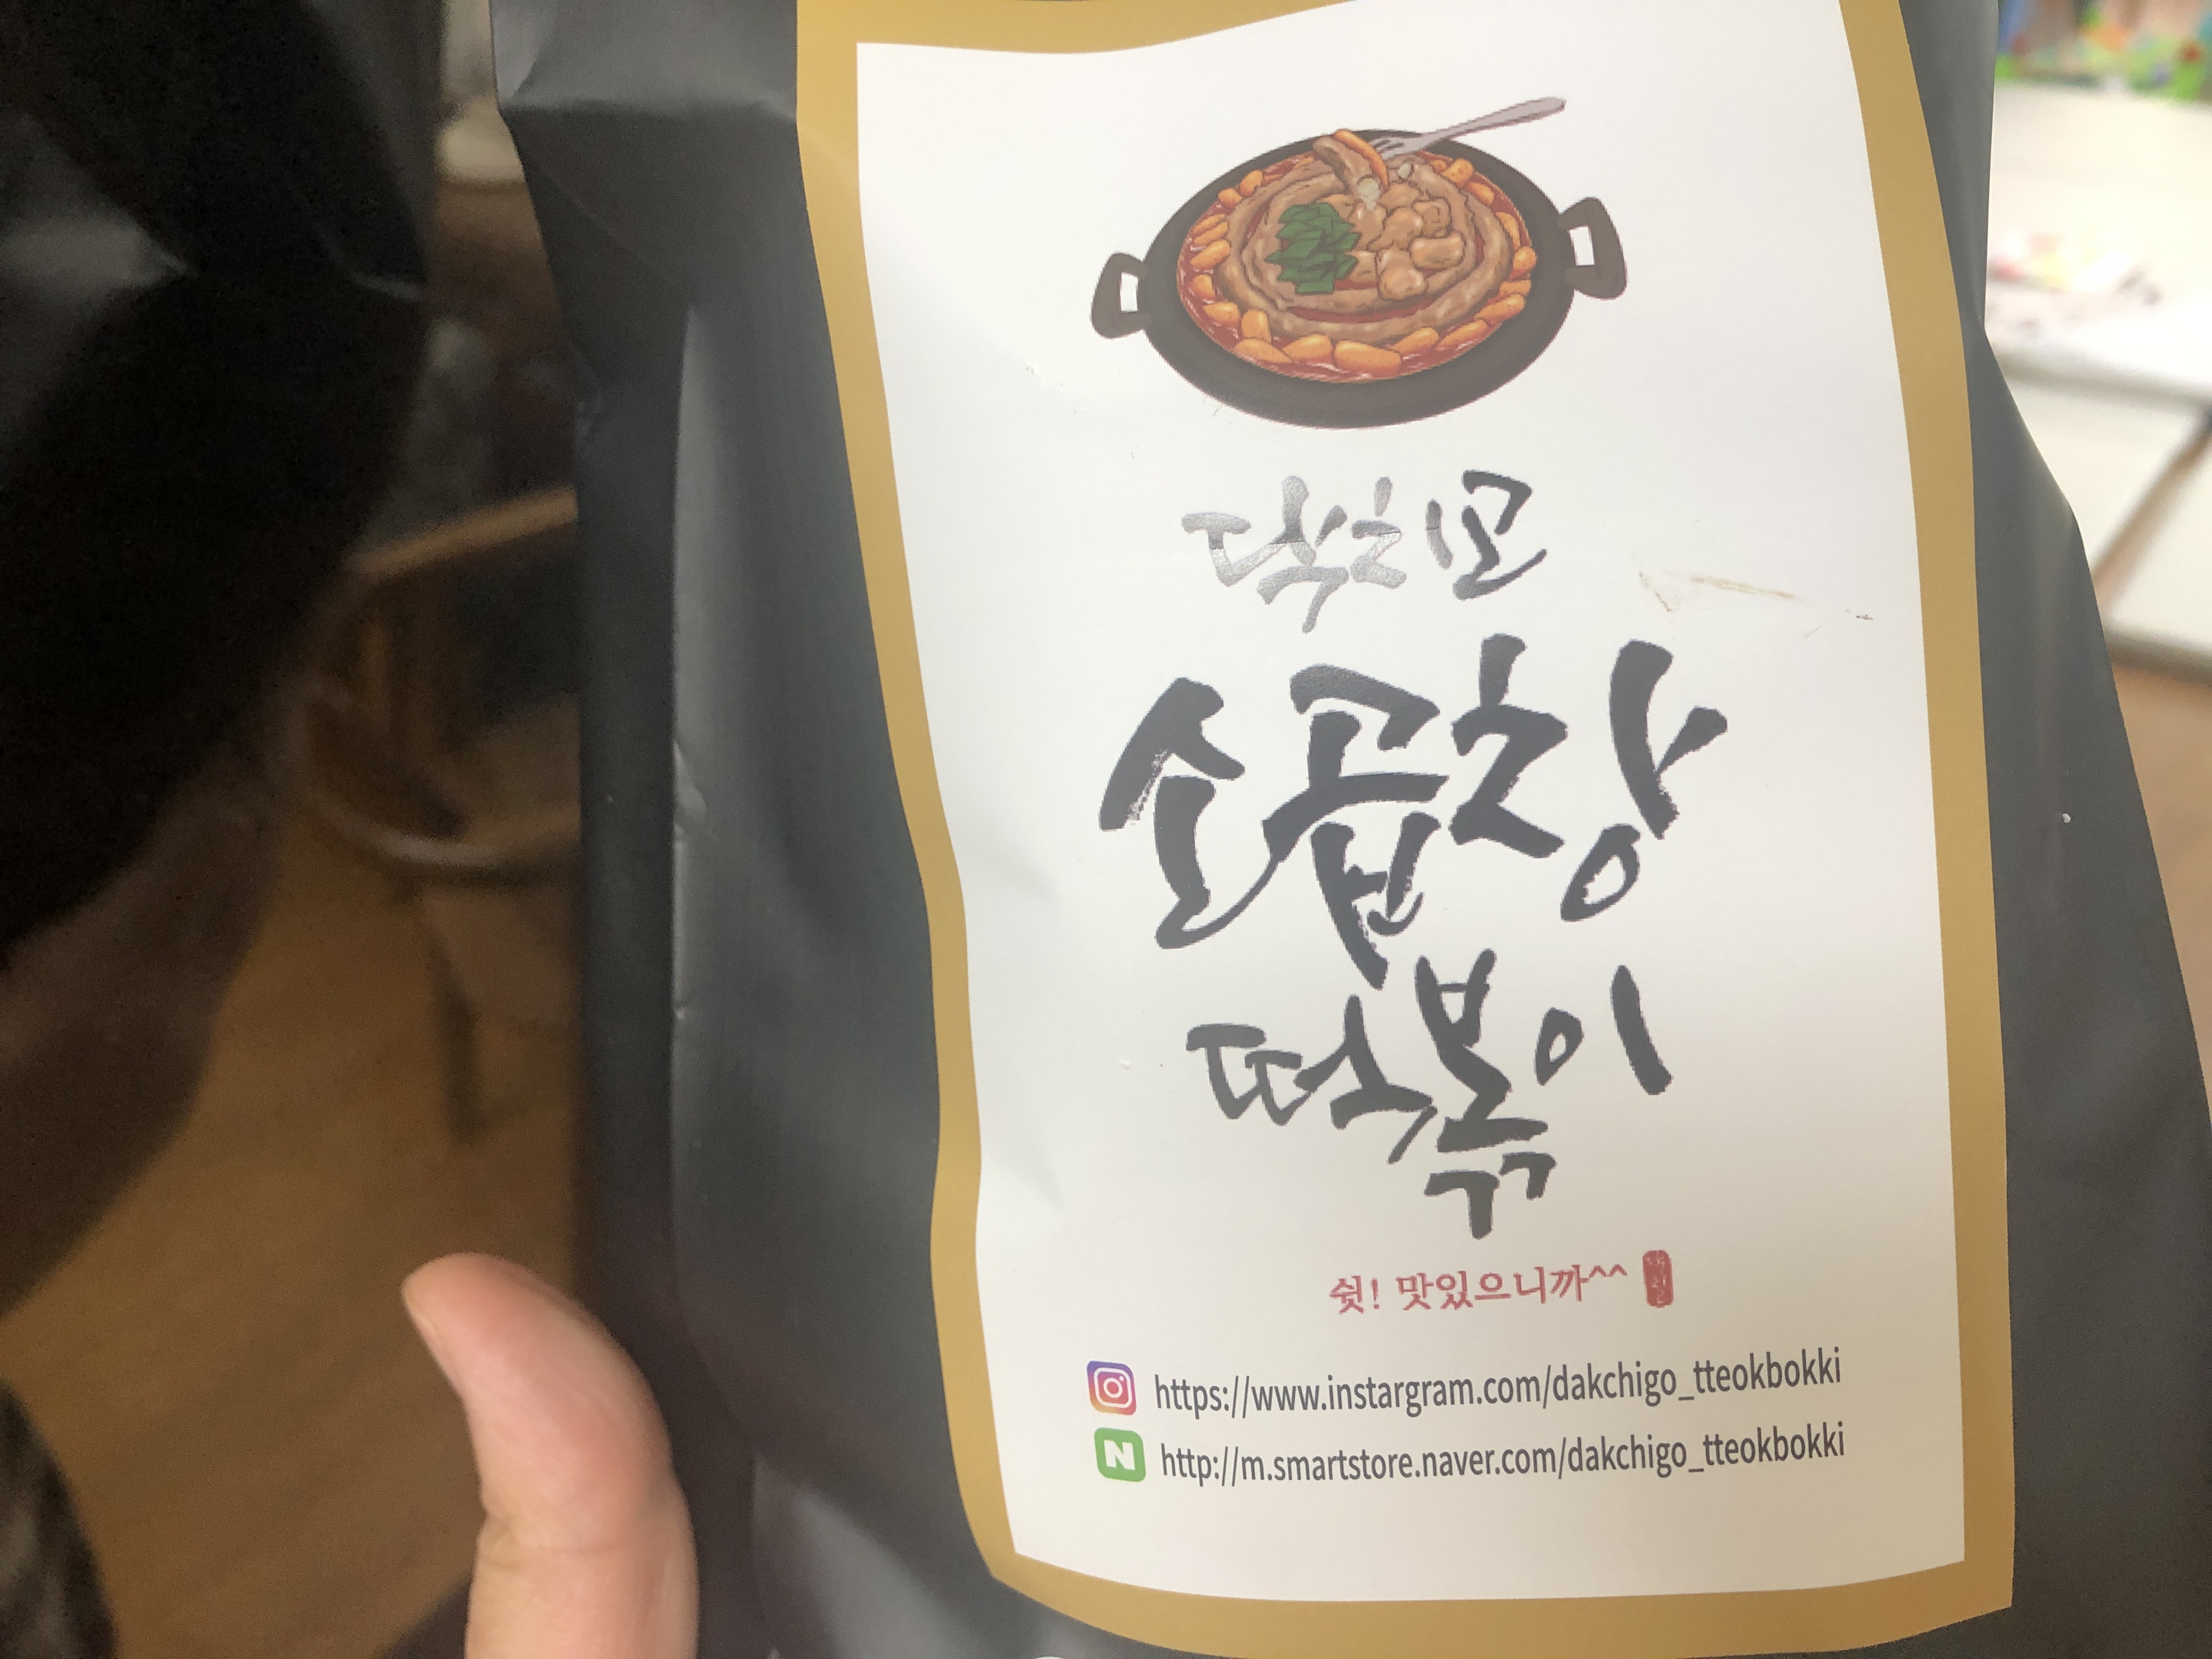 닥치고
소곱창
떡볶이
쉿! 맛있으니까^^
https://www.instargram.com/dakchigo_tteokbokki
N
http://m.smartstore.naver.com/dakchigo_tteokbokki